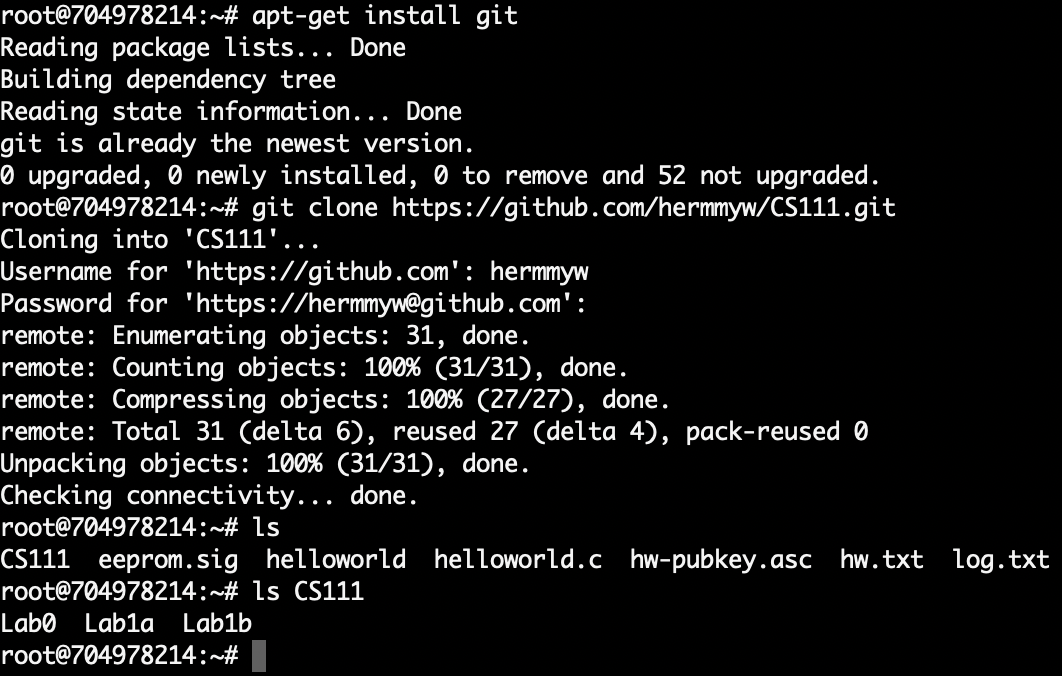 root@704978214:~# apt-get install git
Reading package lists... Done
Building dependency tree
Reading state information... Done
git is already the newest version.
0 upgraded, 0 newly installed, 0 to remove and 52 not upgraded.
root@704978214:~# git clone https://github.com/hermmyw/CS111.git
Cloning into 'CS111'...
Username for 'https://github.com': hermmyw
Password for 'https://hermmyw@github.com':
remote: Enumerating objects: 31, done.
remote: Counting objects: 100% (31/31), done.
remote: Compressing objects: 100% (27/27), done.
remote: Total 31 (delta 6), reused 27 (delta 4), pack-reused 0
Unpacking objects: 100% (31/31), done.
Checking connectivity... done.
root@704978214:~# ls
CS111  eeprom.sig  helloworld  helloworld.c  hw-pubkey.asc  hw.txt  log.txt
root@704978214:~# ls CS111
Lab0  Lab1a  Lab1b
root@704978214:~#